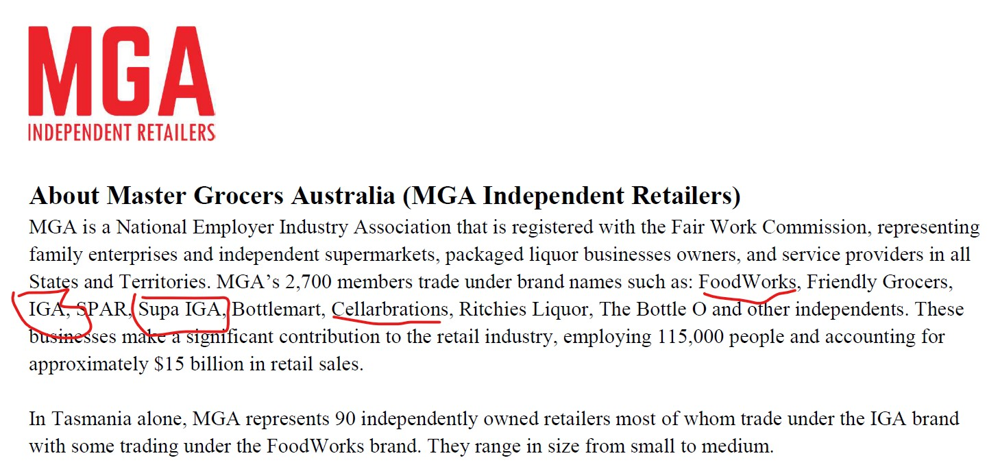 MGA
INDEPENDENT RETAILERS
About Master Grocers Australia (MGA Independent Retailers)
MGA is a National Employer Industry Association that is registered with the Fair Work Commission, representing
family enterprises and independent supermarkets, packaged liquor businesses owners, and service providers in all
States and Territories. MGA’s 2,700 members trade under brand names such as: FoodWorks, Friendly Grocers,
IGA, SPAR, Supa IGA, Bottlemart, Cellarbrations, Ritchies Liquor, The Bottle O and other independents. These
businesses make a significant contribution to the retail industry, employing 115,000 people and accounting for
approximately $15 billion in retail sales.
In Tasmania alone, MGA represents 90 independently owned retailers most of whom trade under the IGA brand
with some trading under the FoodWorks brand. They range in size from small to medium.